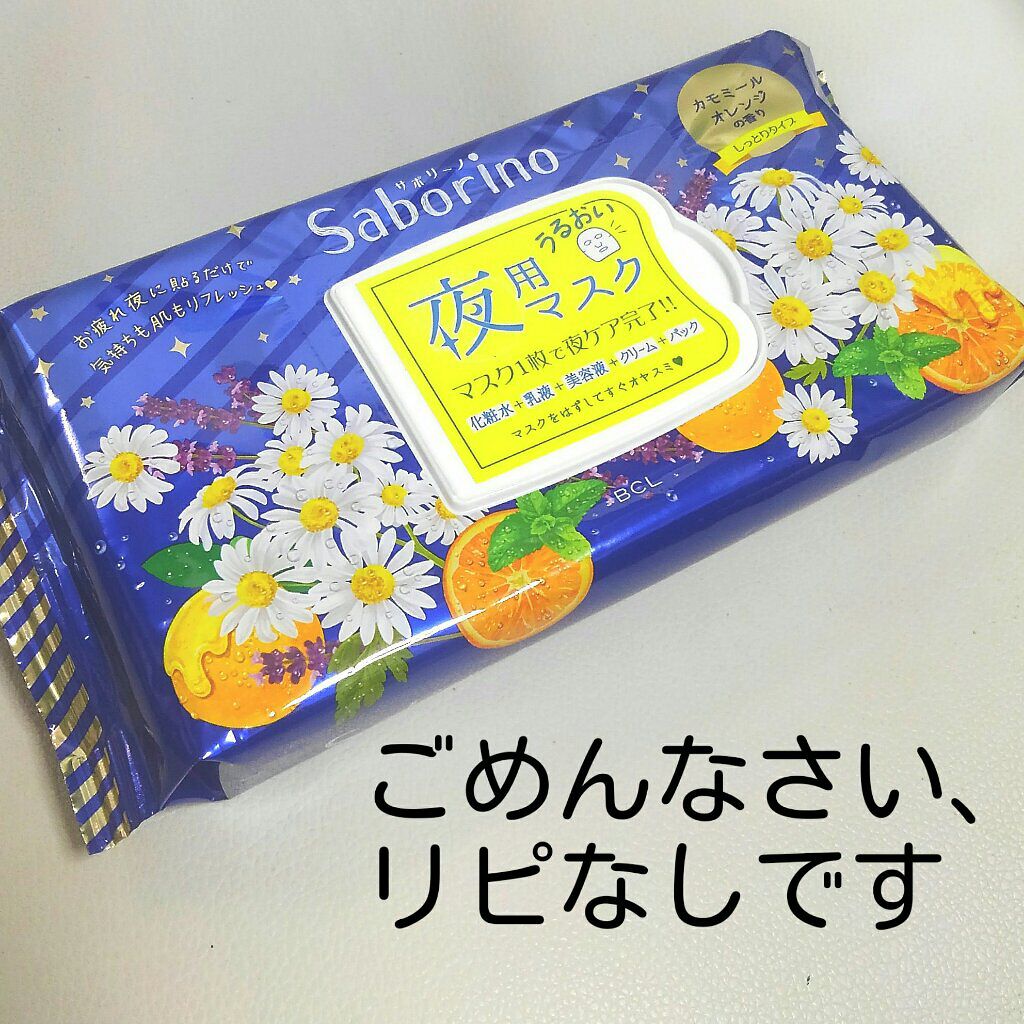 カモミール
オレンジ
の香り
しっとりタイプ
サボリーノ
Saborino
お疲れ夜に貼るだけで
気持ちも肌もリフレッシュ♥
うるおい
夜用マスク
マスク1枚で夜ケア完了!!
化粧水+乳液+美容液+クリーム+パック
マスクをはずしてすぐオヤスミ♥
BCL
ごめんなさい、
リピなしです